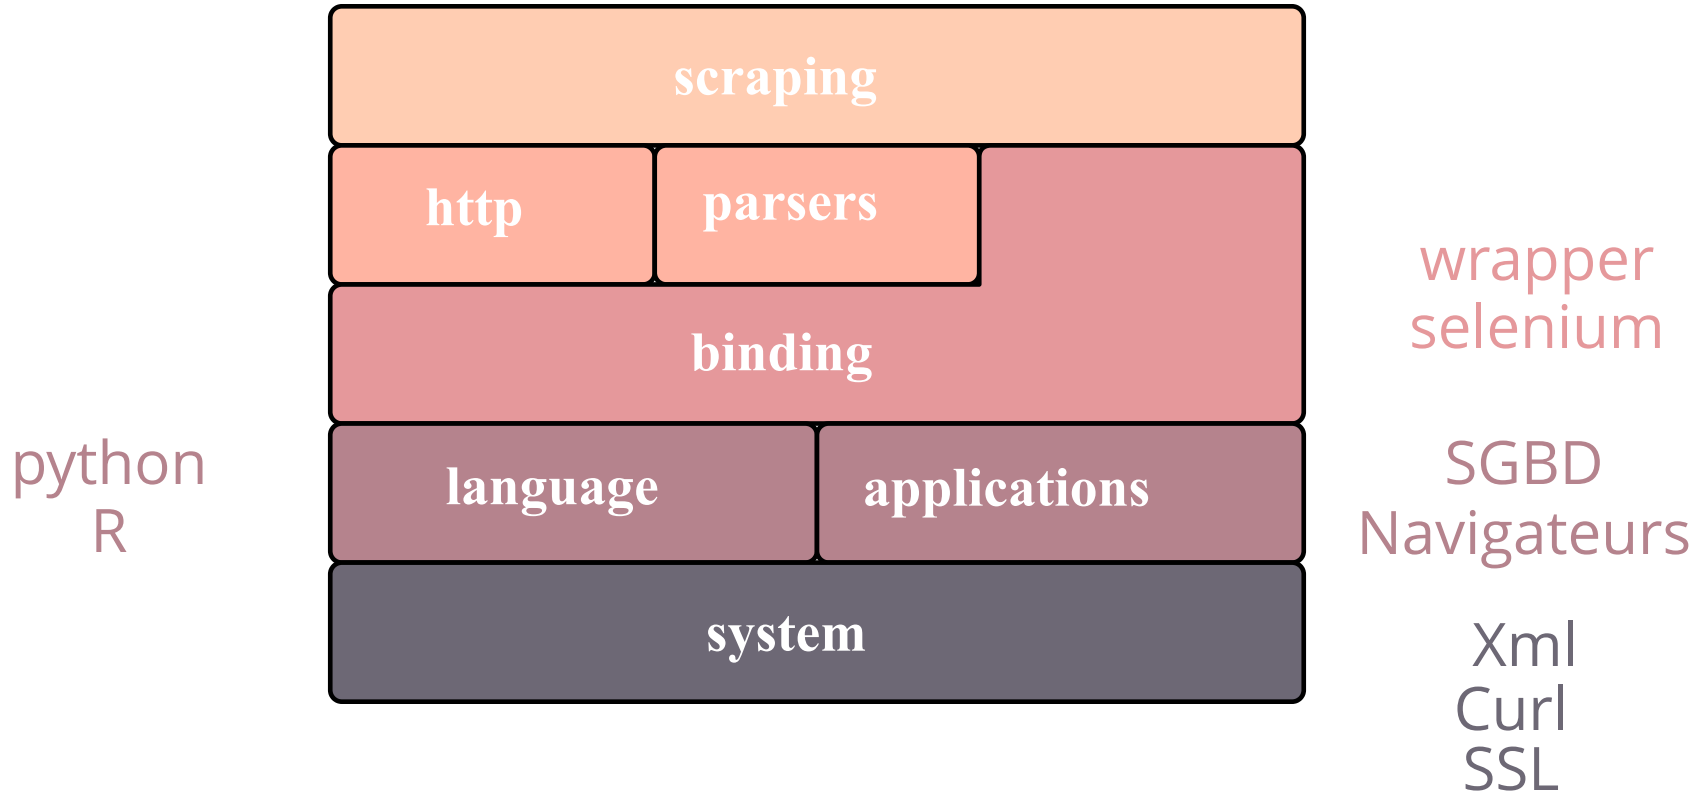 scraping
http
parsers
binding
wrapper
selenium
python
R
language
applications
SGBD
Navigateurs
system
Xml
Curl
SSL